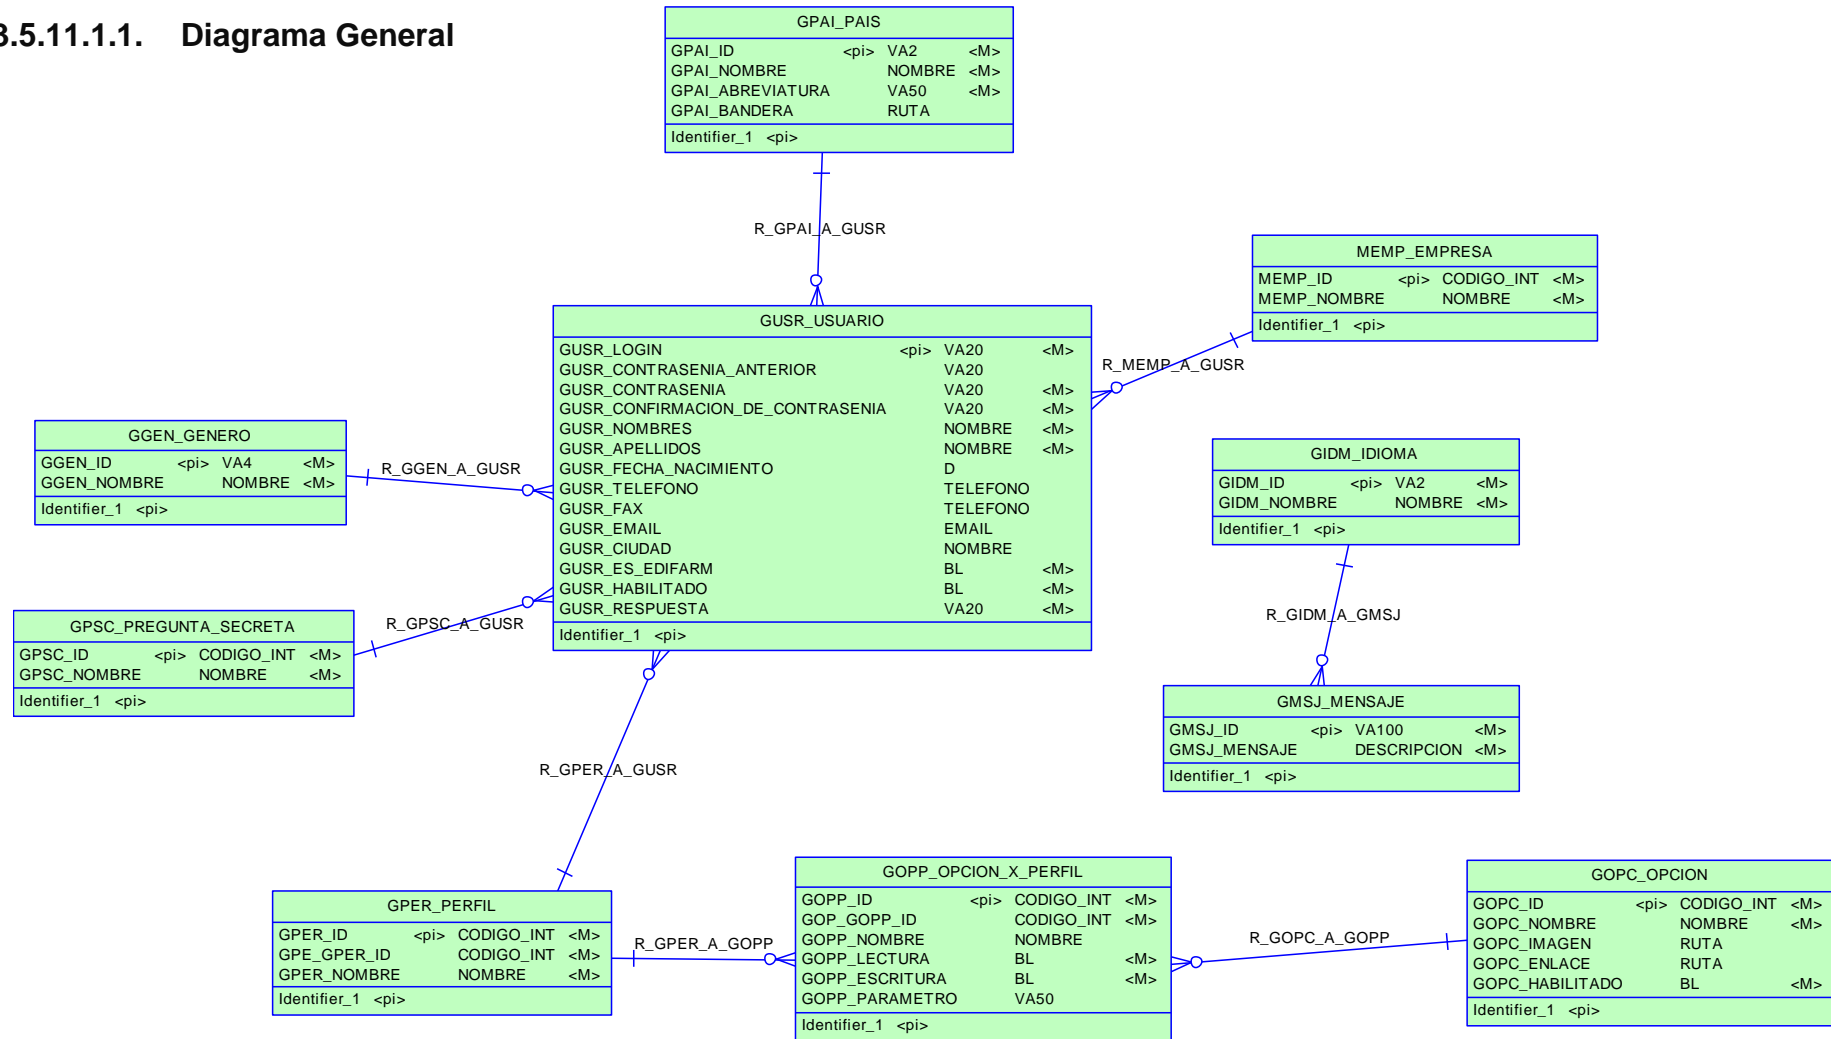 3.5.11.1.1. Diagrama General
GPAI_PAIS
GPAI_ID <pi> VA2 <M>
GPAI_NOMBRE NOMBRE <M>
GPAI_ABREVIATURA VA50 <M>
GPAI_BANDERA RUTA
Identifier_1 <pi>
R_GPAI_A_GUSR
MEMP_EMPRESA
MEMP_ID <pi> CODIGO_INT <M>
MEMP_NOMBRE NOMBRE <M>
Identifier_1 <pi>
R_MEMP_A_GUSR
GUSR_USUARIO
GUSR_LOGIN <pi> VA20 <M>
GUSR_CONTRASENIA_ANTERIOR VA20
GUSR_CONTRASENIA VA20 <M>
GUSR_CONFIRMACION_DE_CONTRASENIA VA20 <M>
GUSR_NOMBRES NOMBRE <M>
GUSR_APELLIDOS NOMBRE <M>
GUSR_FECHA_NACIMIENTO D
GUSR_TELEFONO TELEFONO
GUSR_FAX TELEFONO
GUSR_EMAIL EMAIL
GUSR_CIUDAD NOMBRE
GUSR_ES_EDIFARM BL <M>
GUSR_HABILITADO BL <M>
GUSR_RESPUESTA VA20 <M>
Identifier_1 <pi>
GGEN_GENERO
GGEN_ID <pi> VA4 <M>
GGEN_NOMBRE NOMBRE <M>
Identifier_1 <pi>
R_GGEN_A_GUSR
GIDM_IDIOMA
GIDM_ID <pi> VA2 <M>
GIDM_NOMBRE NOMBRE <M>
Identifier_1 <pi>
R_GIDM_A_GMSJ
GPSC_PREGUNTA_SECRETA
GPSC_ID <pi> CODIGO_INT <M>
GPSC_NOMBRE NOMBRE <M>
Identifier_1 <pi>
R_GPSC_A_GUSR
GMSJ_MENSAJE
GMSJ_ID <pi> VA100 <M>
GMSJ_MENSAJE DESCRIPCION <M>
Identifier_1 <pi>
R_GPER_A_GUSR
GPER_PERFIL
GPER_ID <pi> CODIGO_INT <M>
GPE_GPER_ID CODIGO_INT <M>
GPER_NOMBRE NOMBRE <M>
Identifier_1 <pi>
R_GPER_A_GOPP
GOPP_OPCION_X_PERFIL
GOPP_ID <pi> CODIGO_INT <M>
GOP_GOPP_ID CODIGO_INT <M>
GOPP_NOMBRE NOMBRE
GOPP_LECTURA BL <M>
GOPP_ESCRITURA BL <M>
GOPP_PARAMETRO VA50
Identifier_1 <pi>
R_GOPC_A_GOPP
GOPC_OPCION
GOPC_ID <pi> CODIGO_INT <M>
GOPC_NOMBRE NOMBRE <M>
GOPC_IMAGEN RUTA
GOPC_ENLACE RUTA
GOPC_HABILITADO BL <M>
Identifier_1 <pi>